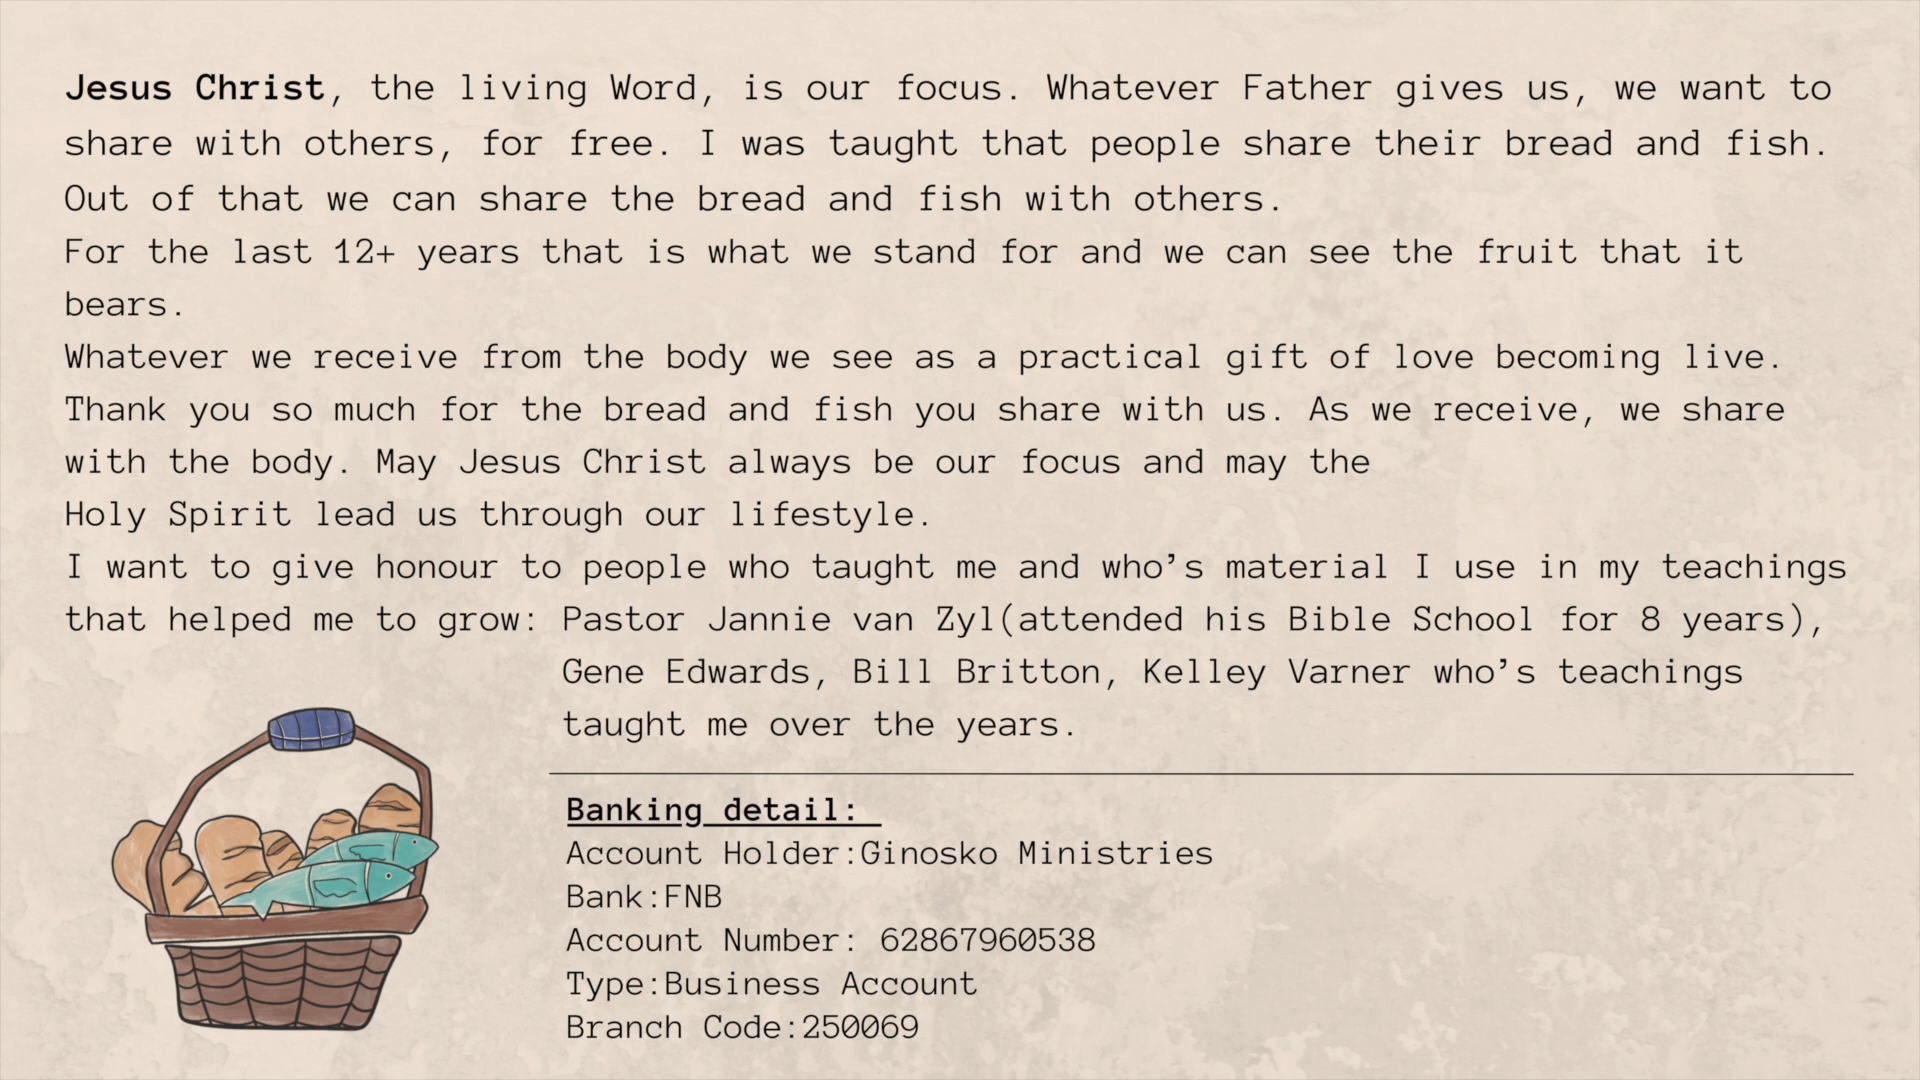 Jesus Christ, the living Word, is our focus. Whatever Father gives us, we want to
share with others, for free. I was taught that people share their bread and fish.
Out of that we can share the bread and fish with others.
For the last 12+ years that is what we stand for and we can see the fruit that it
bears.
Whatever we receive from the body we see as a practical gift of love becoming live.
Thank you so much for the bread and fish you share with us. As we receive, we share
with the body. May Jesus Christ always be our focus and may the
Holy Spirit lead us through our lifestyle.
I want to give honour to people who taught me and who’s material I use in my teachings
that helped me to grow: Pastor Jannie van Zyl(attended his Bible School for 8 years),
Gene Edwards, Bill Britton, Kelley Varner who’s teachings
taught me over the years.
Banking detail:
Account Holder:Ginosko Ministries
Bank:FNB
Account Number: 62867960538
Type:Business Account
Branch Code:250069